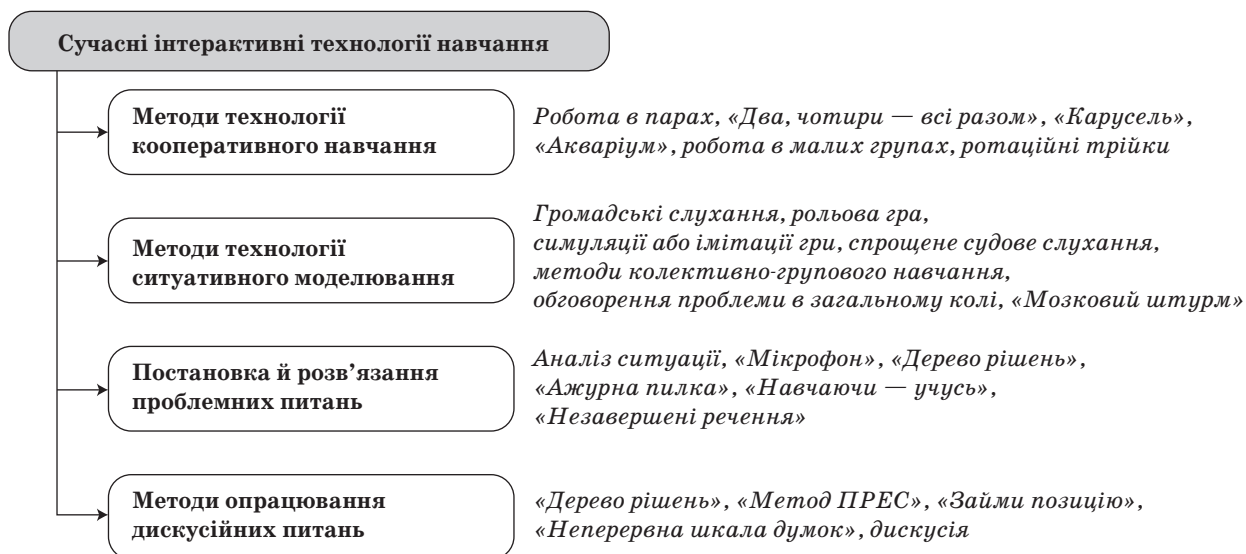 Сучасні інтерактивні технології навчання
Методи технології
кооперативного навчання
Робота в парах, «Два, чотири — всі разом», «Карусель»,
«Акваріум», робота в малих групах, ротаційні трійки
Методи технології
ситуативного моделювання
Громадські слухання, рольова гра,
симуляції або імітації гри, спрощене судове слухання,
методи колективно-групового навчання,
обговорення проблеми в загальному колі, «Мозковий штурм»
Постановка й розв’язання
проблемних питань
Аналіз ситуації, «Мікрофон», «Дерево рішень»,
«Ажурна пилка», «Навчаючи — учусь»,
«Незавершені речення»
Методи опрацювання
дискусійних питань
«Дерево рішень», «Метод ПРЕС», «Займи позицію»,
«Неперервна шкала думок», дискусія